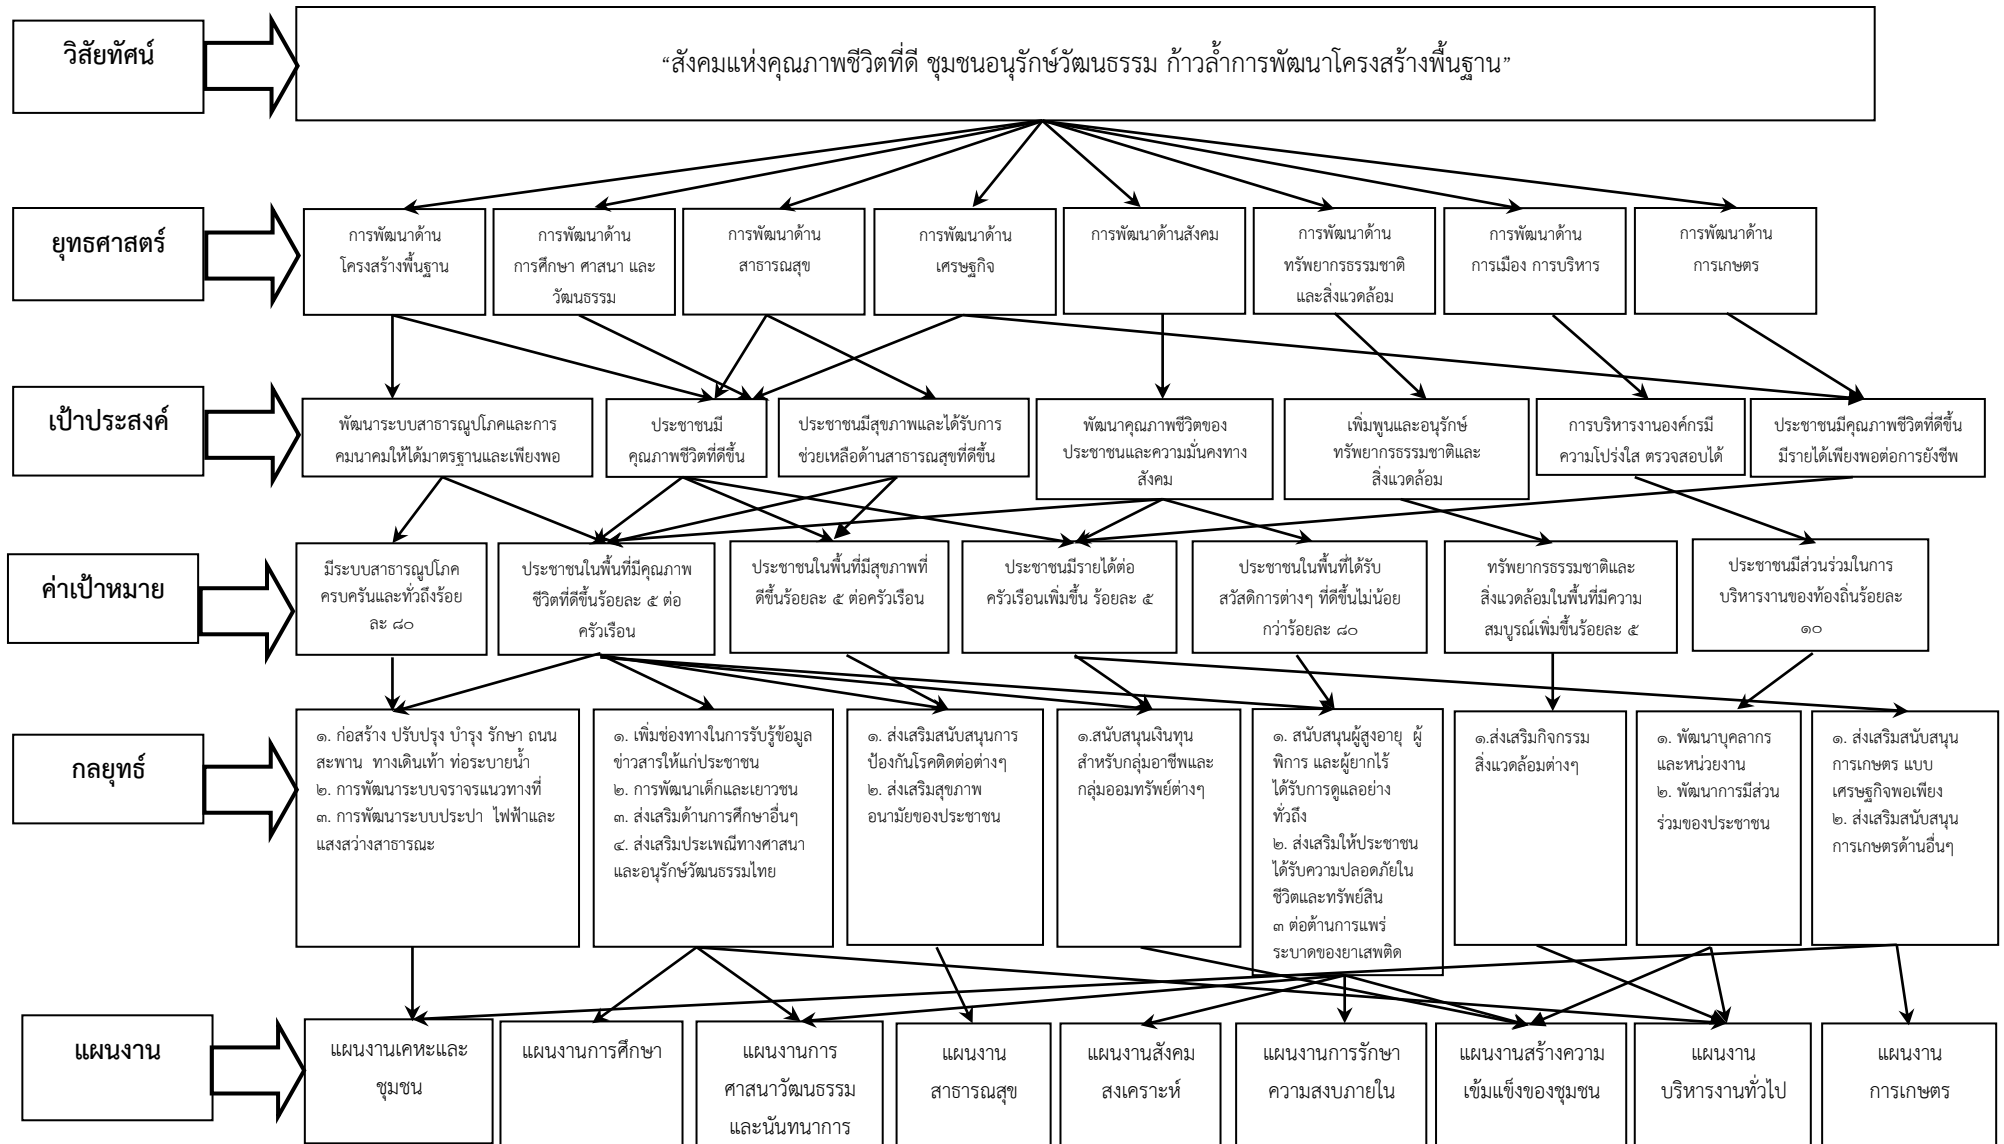 วิสัยทัศน์
“สังคมแห่งคุณภาพชีวิตที่ดี ชุมชนอนุรักษ์วัฒนธรรม ก้าวล้ำการพัฒนาโครงสร้างพื้นฐาน”
ยุทธศาสตร์
การพัฒนาด้าน
โครงสร้างพื้นฐาน
การพัฒนาด้าน
การศึกษา ศาสนา และ
วัฒนธรรม
การพัฒนาด้าน
สาธารณสุข
การพัฒนาด้าน
เศรษฐกิจ
การพัฒนาด้านสังคม
การพัฒนาด้าน
ทรัพยากรธรรมชาติ
และสิ่งแวดล้อม
การพัฒนาด้าน
การเมือง การบริหาร
การพัฒนาด้าน
การเกษตร
เป้าประสงค์
พัฒนาระบบสาธารณูปโภคและการ
คมนาคมให้ได้มาตรฐานและเพียงพอ
ประชาชนมี
คุณภาพชีวิตที่ดีขึ้น
ประชาชนมีสุขภาพและได้รับการ
ช่วยเหลือด้านสาธารณสุขที่ดีขึ้น
พัฒนาคุณภาพชีวิตของ
ประชาชนและความมั่นคงทาง
สังคม
เพิ่มพูนและอนุรักษ์
ทรัพยากรธรรมชาติและ
สิ่งแวดล้อม
การบริหารงานองค์กรมี
ความโปร่งใส ตรวจสอบได้
ประชาชนมีคุณภาพชีวิตที่ดีขึ้น
มีรายได้เพียงพอต่อการยังชีพ
ค่าเป้าหมาย
มีระบบสาธารณูปโภค
ครบครันและทั่วถึงร้อย
ละ ๘๐
ประชาชนในพื้นที่มีคุณภาพ
ชีวิตที่ดีขึ้นร้อยละ ๕ ต่อ
ครัวเรือน
ประชาชนในพื้นที่มีสุขภาพที่
ดีขึ้นร้อยละ ๕ ต่อครัวเรือน
ประชาชนมีรายได้ต่อ
ครัวเรือนเพิ่มขึ้น ร้อยละ ๕
ประชาชนในพื้นที่ได้รับ
สวัสดิการต่างๆ ที่ดีขึ้นไม่น้อย
กว่าร้อยละ ๘๐
ทรัพยากรธรรมชาติและ
สิ่งแวดล้อมในพื้นที่มีความ
สมบูรณ์เพิ่มขึ้นร้อยละ ๕
ประชาชนมีส่วนร่วมในการ
บริหารงานของท้องถิ่นร้อยละ
๑๐
กลยุทธ์
๑. ก่อสร้าง ปรับปรุง บำรุง รักษา ถนน
สะพาน ทางเดินเท้า ท่อระบายน้ำ
๒. การพัฒนาระบบจราจรแนวทางที่
๓. การพัฒนาระบบประปา ไฟฟ้าและ
แสงสว่างสาธารณะ
๑. เพิ่มช่องทางในการรับรู้ข้อมูล
ข่าวสารให้แก่ประชาชน
๒. การพัฒนาเด็กและเยาวชน
๓. ส่งเสริมด้านการศึกษาอื่นๆ
๔. ส่งเสริมประเพณีทางศาสนา
และอนุรักษ์วัฒนธรรมไทย
๑. ส่งเสริมสนับสนุนการ
ป้องกันโรคติดต่อต่างๆ
๒. ส่งเสริมสุขภาพ
อนามัยของประชาชน
๑.สนับสนุนเงินทุน
สำหรับกลุ่มอาชีพและ
กลุ่มออมทรัพย์ต่างๆ
๑. สนับสนุนผู้สูงอายุ ผู้
พิการ และผู้ยากไร้
ได้รับการดูแลอย่าง
ทั่วถึง
๒. ส่งเสริมให้ประชาชน
ได้รับความปลอดภัยใน
ชีวิตและทรัพย์สิน
๓ ต่อต้านการแพร่
ระบาดของยาเสพติด
๑.ส่งเสริมกิจกรรม
สิ่งแวดล้อมต่างๆ
๑. พัฒนาบุคลากร
และหน่วยงาน
๒. พัฒนาการมีส่วน
ร่วมของประชาชน
๑. ส่งเสริมสนับสนุน
การเกษตร แบบ
เศรษฐกิจพอเพียง
๒. ส่งเสริมสนับสนุน
การเกษตรด้านอื่นๆ
แผนงาน
แผนงานเคหะและ
ชุมชน
แผนงานการศึกษา
แผนงานการ
ศาสนาวัฒนธรรม
และนันทนาการ
แผนงาน
สาธารณสุข
แผนงานสังคม
สงเคราะห์
แผนงานการรักษา
ความสงบภายใน
แผนงานสร้างความ
เข้มแข็งของชุมชน
แผนงาน
บริหารงานทั่วไป
แผนงาน
การเกษตร